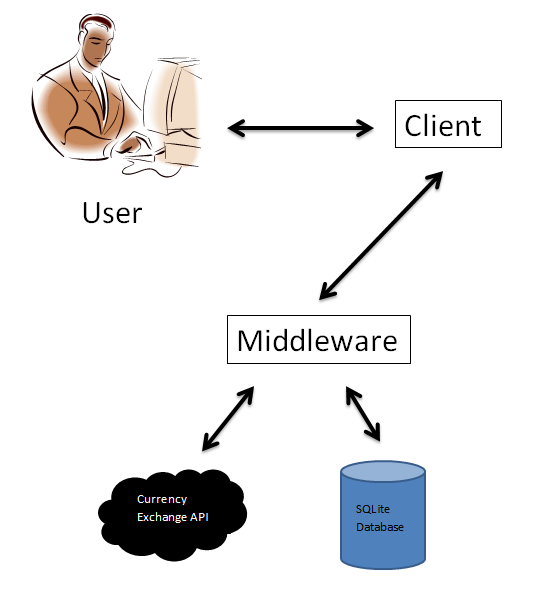 Client
User
Middleware
Currency
Exchange API
SQLite
Database